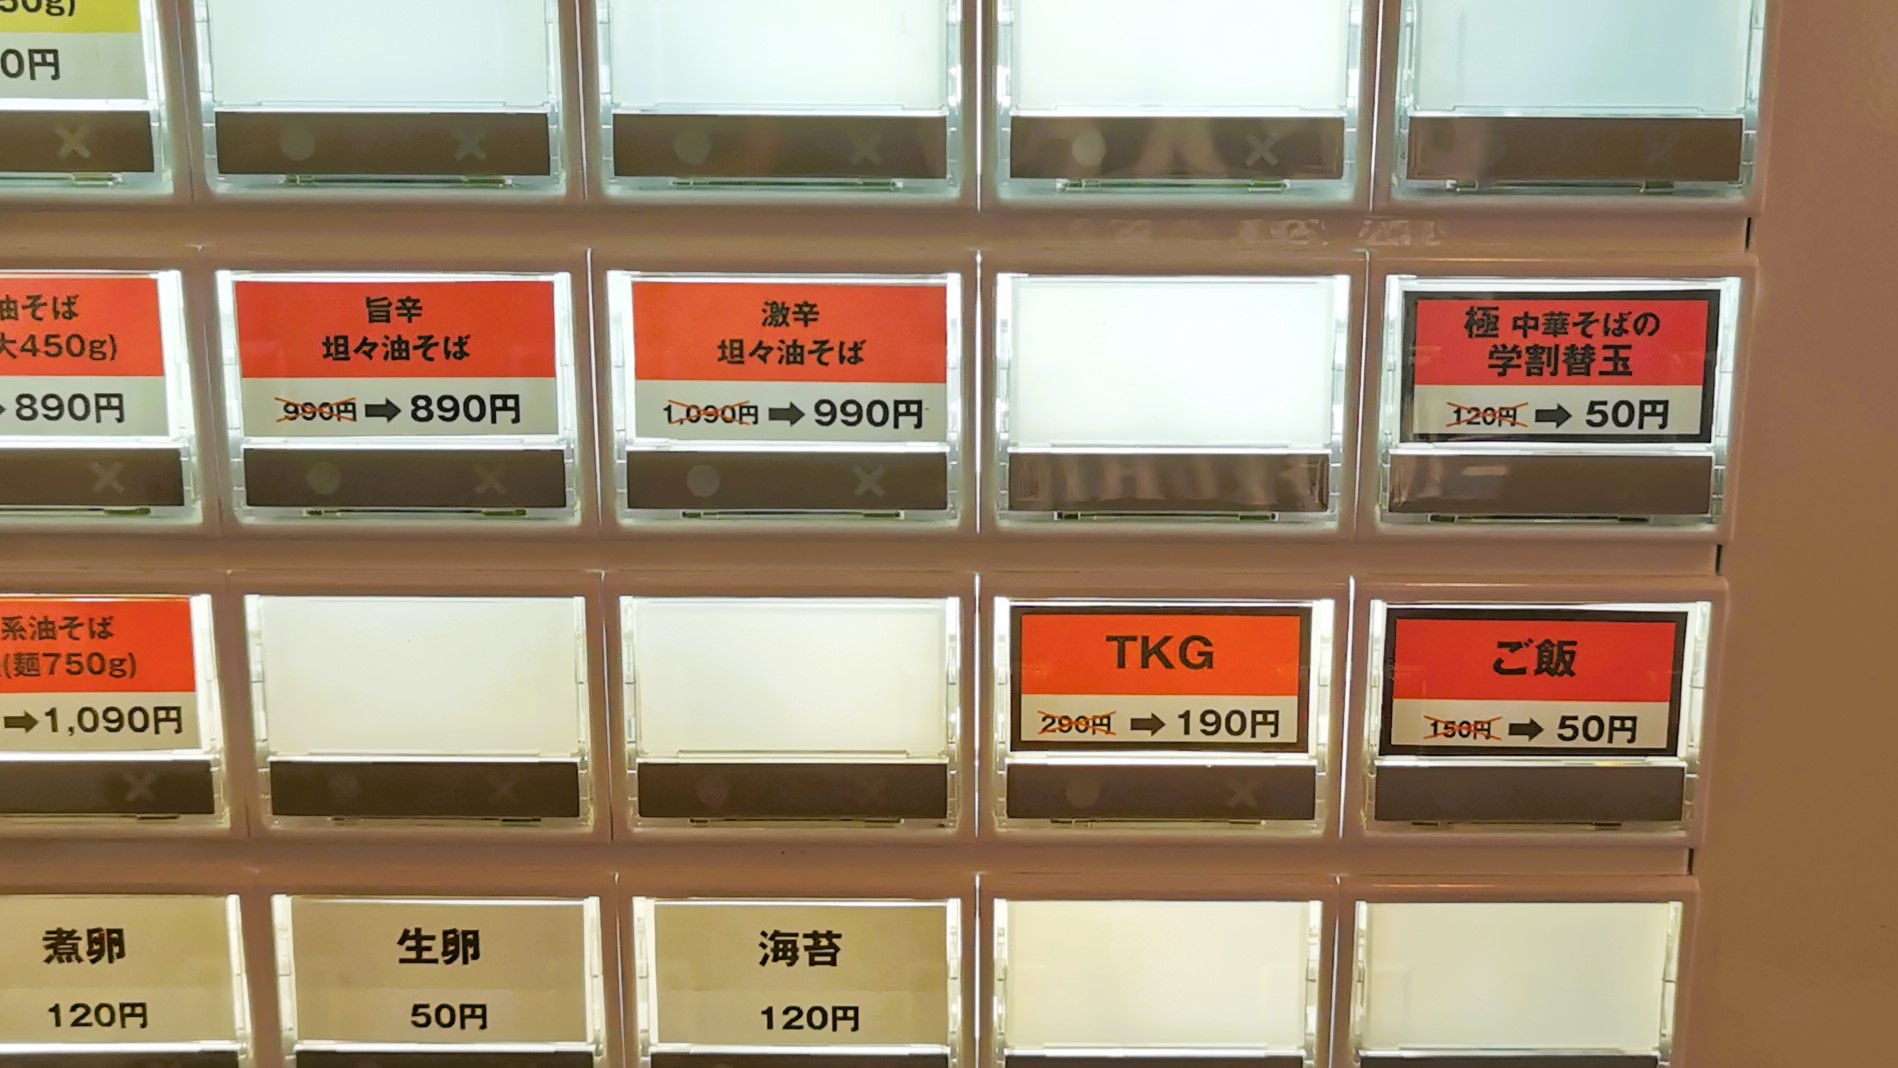 50g)
0円
油そば
大450g)
➡890円
旨辛
坦々油そば
990円➡890円
激辛
坦々油そば
1,090円➡990円
極 中華そばの
学割替玉
120円➡50円
系油そば
(麺750g)
➡1,090円
TKG
290円➡190円
ご飯
150円➡50円
煮卵
120円
生卵
50円
海苔
120円